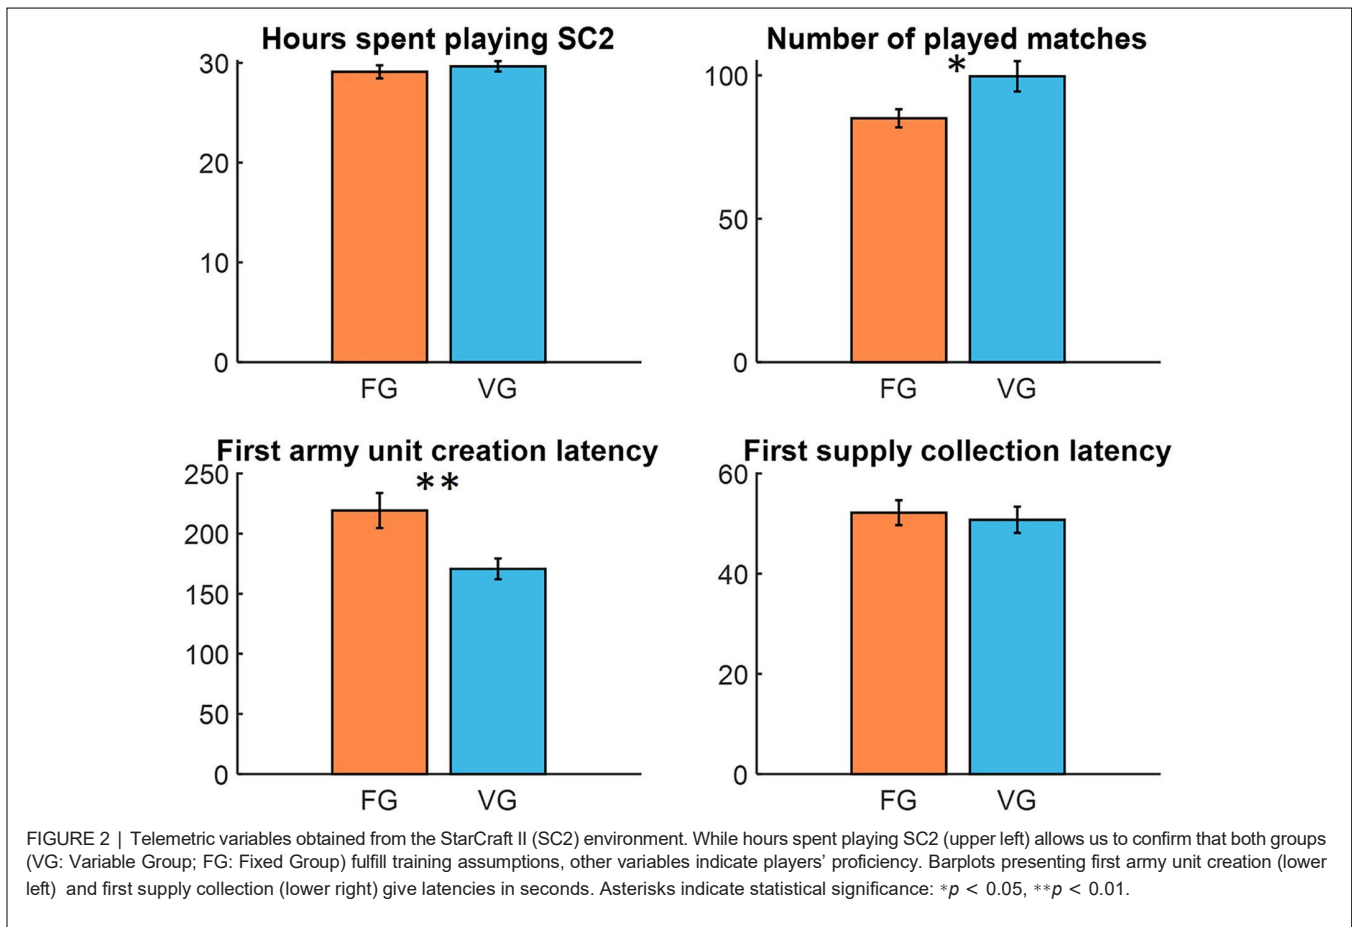 Hours spent playing SC2
30
20
10
0
FG VG
Number of played matches
*
100
50
0
FG VG
First army unit creation latency
**
250
200
150
100
50
0
FG VG
First supply collection latency
60
40
20
0
FG VG
FIGURE 2 | Telemetric variables obtained from the StarCraft II (SC2) environment. While hours spent playing SC2 (upper left) allows us to confirm that both groups
(VG: Variable Group; FG: Fixed Group) fulfill training assumptions, other variables indicate players’ proficiency. Barplots presenting first army unit creation (lower
left) and first supply collection (lower right) give latencies in seconds. Asterisks indicate statistical significance: *p < 0.05, **p < 0.01.